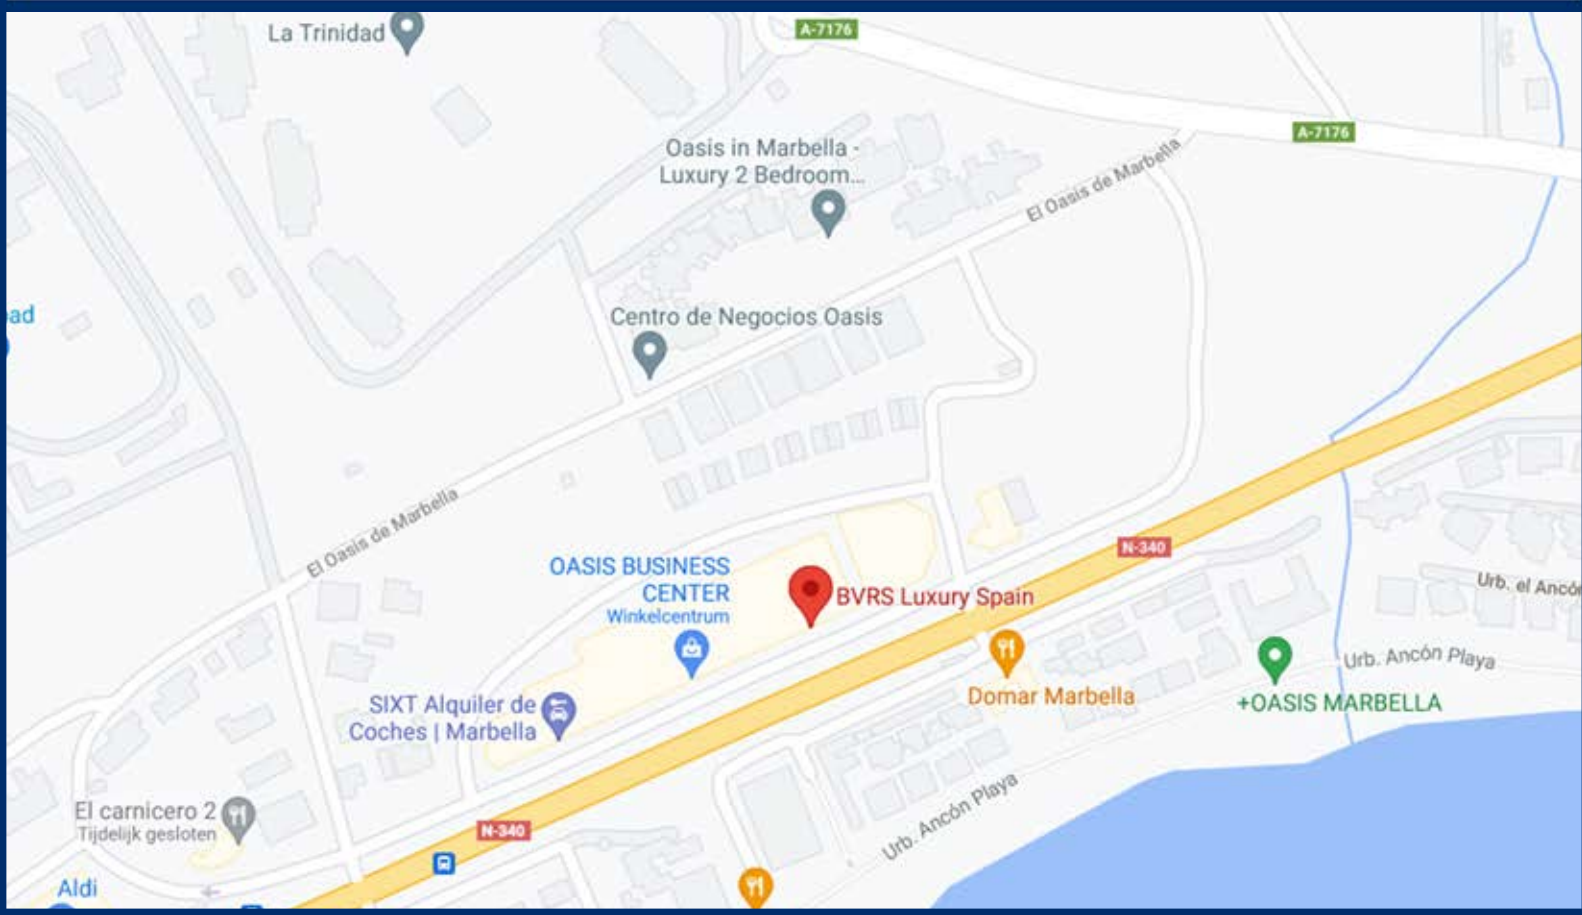 La Trinidad
A-7176
A-7176
Oasis in Marbella -
Luxury 2 Bedroom...
El Oasis de Marbella
ad
Centro de Negocios Oasis
El Oasis de Marbella
N-340
OASIS BUSINESS
CENTER
Winkelcentrum
BVRS Luxury Spain
Urb. el Ancón
Urb. Ancón Playa
Domar Marbella
+OASIS MARBELLA
SIXT Alquiler de
Coches | Marbella
El carnicero 2
Tijdelijk gesloten
N-340
Urb. Ancón Playa
Aldi